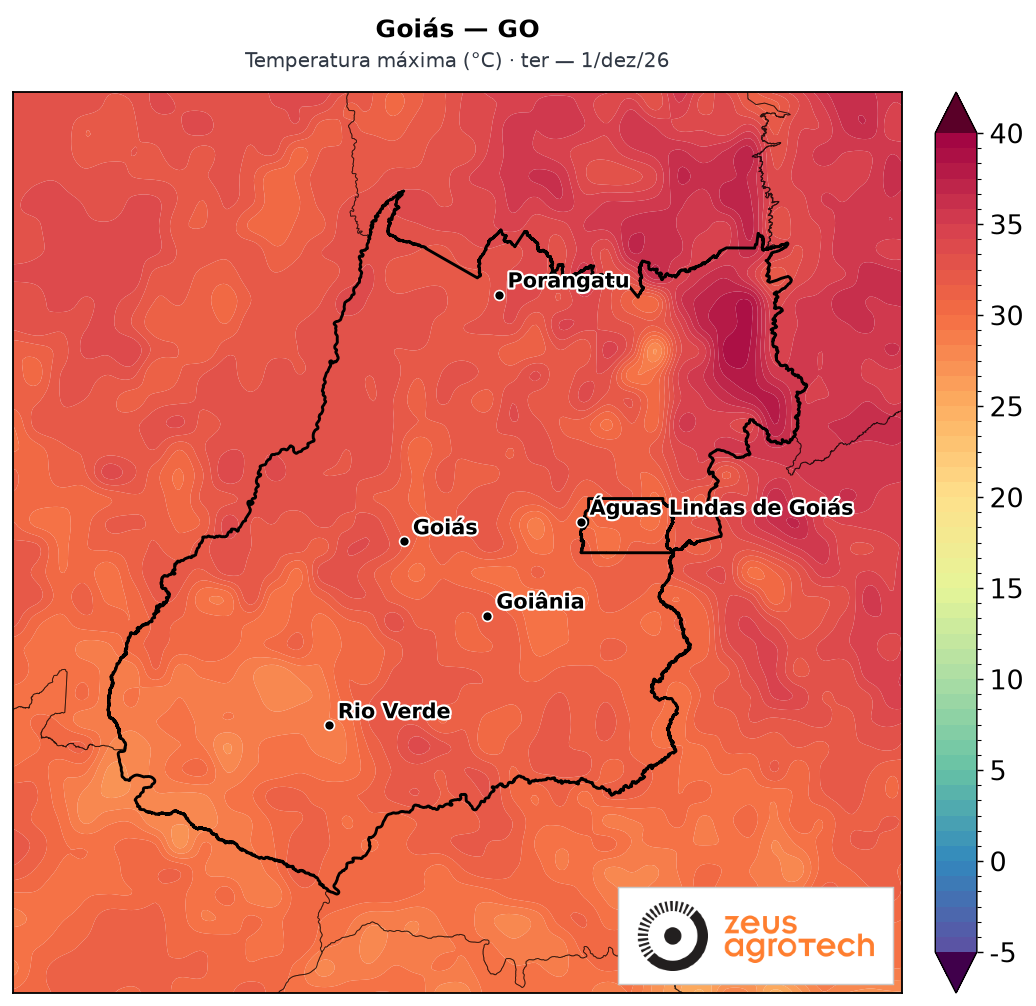 Goiás — GO
Temperatura máxima (°C) · ter — 1/dez/26
40
35
30
25
20
15
10
5
0
-5
Porangatu
Águas Lindas de Goiás
Goiás
Goiânia
Rio Verde
zeus
agrotech